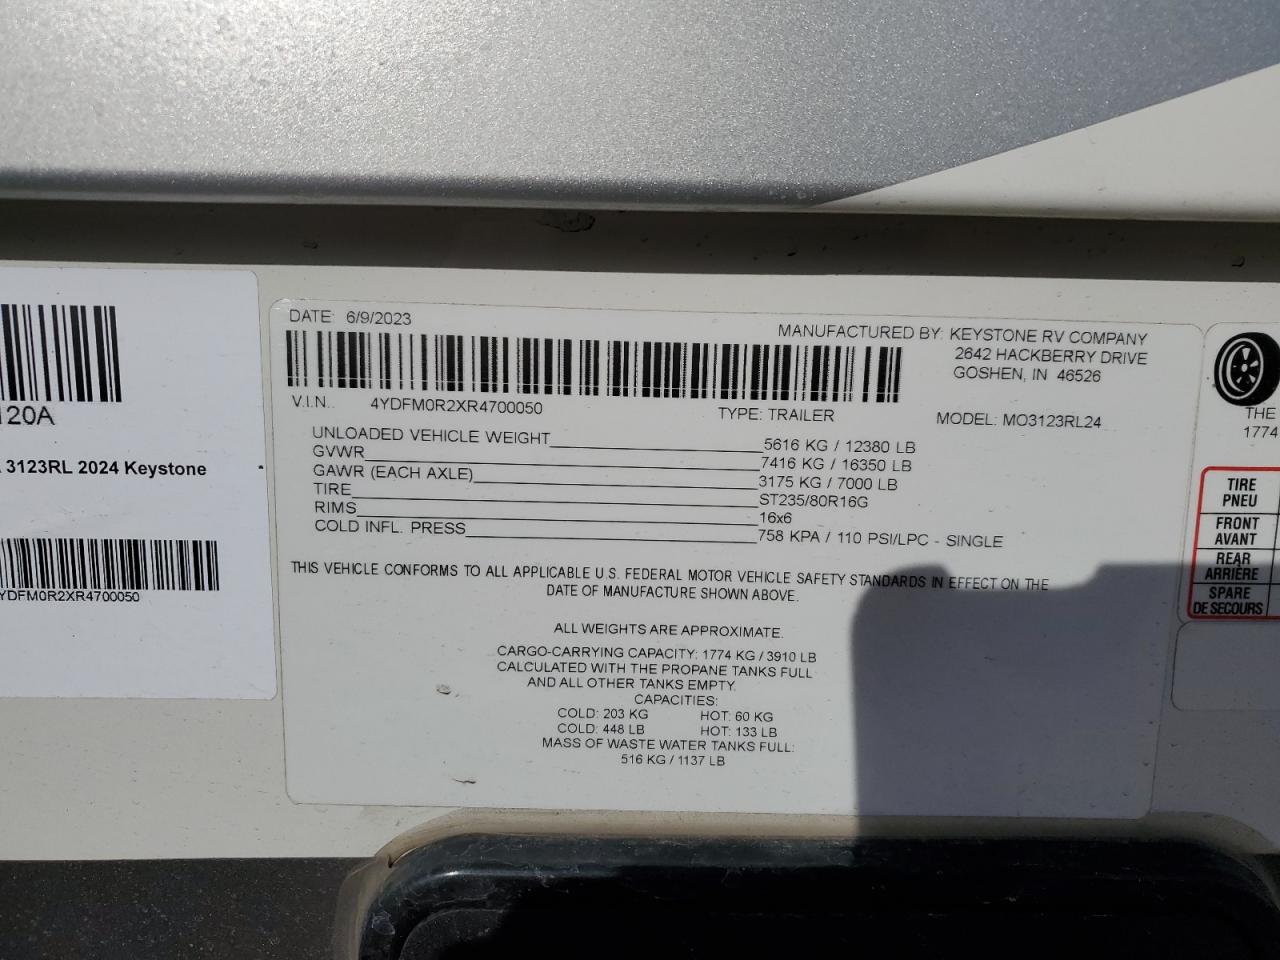 120A
3123RL 2024 Keystone
YDFM0R2XR4700050
DATE: 6/9/2023
MANUFACTURED BY: KEYSTONE RV COMPANY
2642 HACKBERRY DRIVE
GOSHEN, IN 46526
V.I.N. 4YDFM0R2XR4700050 TYPE: TRAILER MODEL: MO3123RL24
UNLOADED VEHICLE WEIGHT 5616 KG / 12380 LB
GVWR 7416 KG / 16350 LB
GAWR (EACH AXLE) 3175 KG / 7000 LB
TIRE ST235/80R16G
RIMS 16x6
COLD INFL. PRESS 758 KPA / 110 PSI/LPC - SINGLE
THIS VEHICLE CONFORMS TO ALL APPLICABLE U.S. FEDERAL MOTOR VEHICLE SAFETY STANDARDS IN EFFECT ON THE
DATE OF MANUFACTURE SHOWN ABOVE.
ALL WEIGHTS ARE APPROXIMATE.
CARGO-CARRYING CAPACITY: 1774 KG / 3910 LB
CALCULATED WITH THE PROPANE TANKS FULL
AND ALL OTHER TANKS EMPTY.
CAPACITIES:
COLD: 203 KG HOT: 60 KG
COLD: 448 LB HOT: 133 LB
MASS OF WASTE WATER TANKS FULL:
516 KG / 1137 LB
THE
1774
TIRE
PNEU
FRONT
AVANT
REAR
ARRIÈRE
SPARE
DE SECOURS